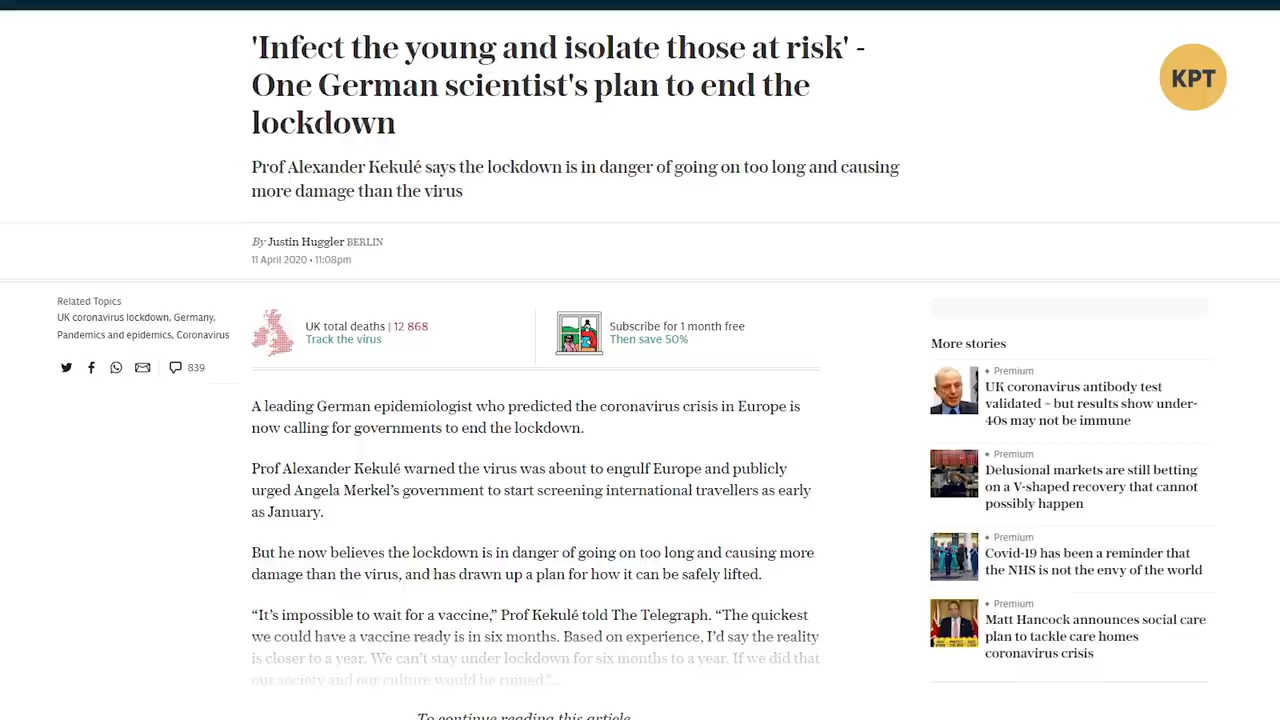 'Infect the young and isolate those at risk' -
One German scientist's plan to end the
lockdown
KPT
Prof Alexander Kekulé says the lockdown is in danger of going on too long and causing
more damage than the virus
By Justin Huggler BERLIN
11 April 2020 • 11:08pm
Related Topics
UK coronavirus lockdown, Germany,
Pandemics and epidemics, Coronavirus
839
UK total deaths | 12 868
Track the virus
Subscribe for 1 month free
Then save 50%
A leading German epidemiologist who predicted the coronavirus crisis in Europe is
now calling for governments to end the lockdown.
Prof Alexander Kekulé warned the virus was about to engulf Europe and publicly
urged Angela Merkel's government to start screening international travellers as early
as January.
But he now believes the lockdown is in danger of going on too long and causing more
damage than the virus, and has drawn up a plan for how it can be safely lifted.
“It's impossible to wait for a vaccine,” Prof Kekulé told The Telegraph. “The quickest
we could have a vaccine ready is in six months. Based on experience, I'd say the reality
is closer to a year. We can't stay under lockdown for six months to a year. If we did that
our society and our culture would be ruined.”...
To continue reading this article
More stories
Premium
UK coronavirus antibody test
validated – but results show under-
40s may not be immune
Premium
Delusional markets are still betting
on a V-shaped recovery that cannot
possibly happen
Premium
Covid-19 has been a reminder that
the NHS is not the envy of the world
Premium
Matt Hancock announces social care
plan to tackle care homes
coronavirus crisis